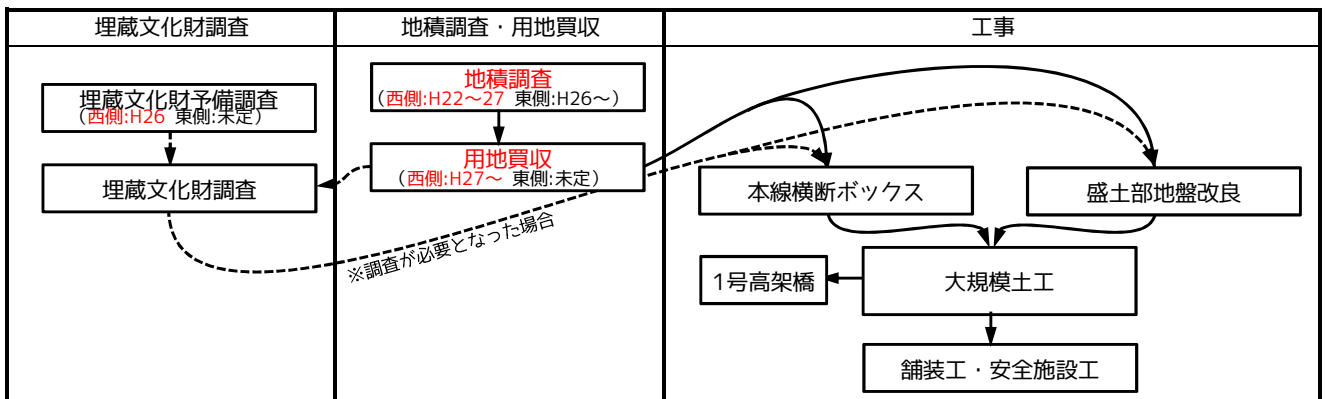 埋蔵文化財調査
地積調査・用地買収
工事
埋蔵文化財予備調査
(西側:H26 東側:未定)
埋蔵文化財調査
地積調査
(西側:H22~27 東側:H26~)
用地買収
(西側:H27~ 東側:未定)
※調査が必要となった場合
本線横断ボックス
盛土部地盤改良
1号高架橋
大規模土工
舗装工・安全施設工